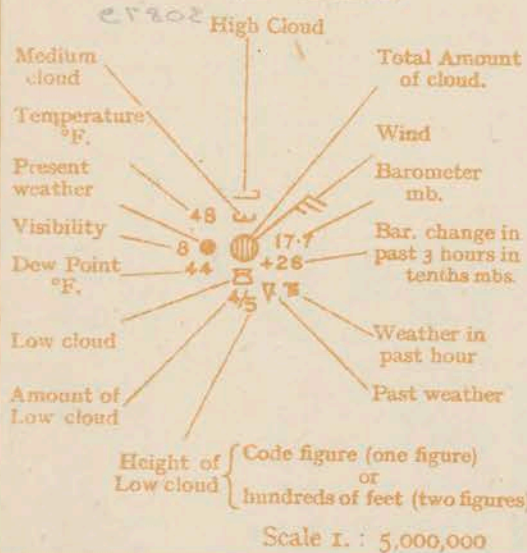 High Cloud
Medium cloud
Total Amount of cloud.
Temperature °F.
Wind
Present weather
Barometer mb.
48
Visibility
8
17.7
Bar. change in past 3 hours in tenths mbs.
Dew Point °F.
44
+26
Low cloud
4/5
Weather in past hour
Amount of Low cloud
Past weather
Height of Low cloud
Code figure (one figure)
or
hundreds of feet (two figures)
Scale 1. : 5,000,000